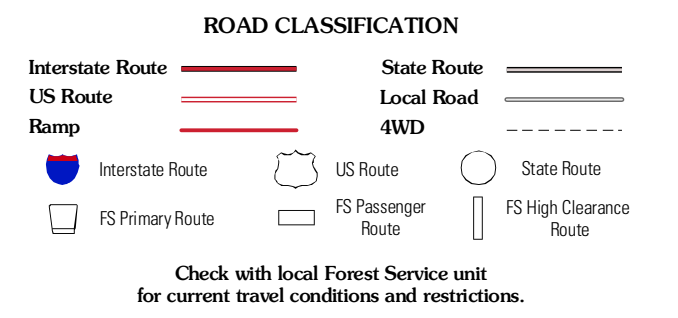 ROAD CLASSIFICATION
Interstate Route
State Route
US Route
Local Road
Ramp
4WD
Interstate Route
US Route
State Route
FS Primary Route
FS Passenger
Route
FS High Clearance
Route
Check with local Forest Service unit
for current travel conditions and restrictions.